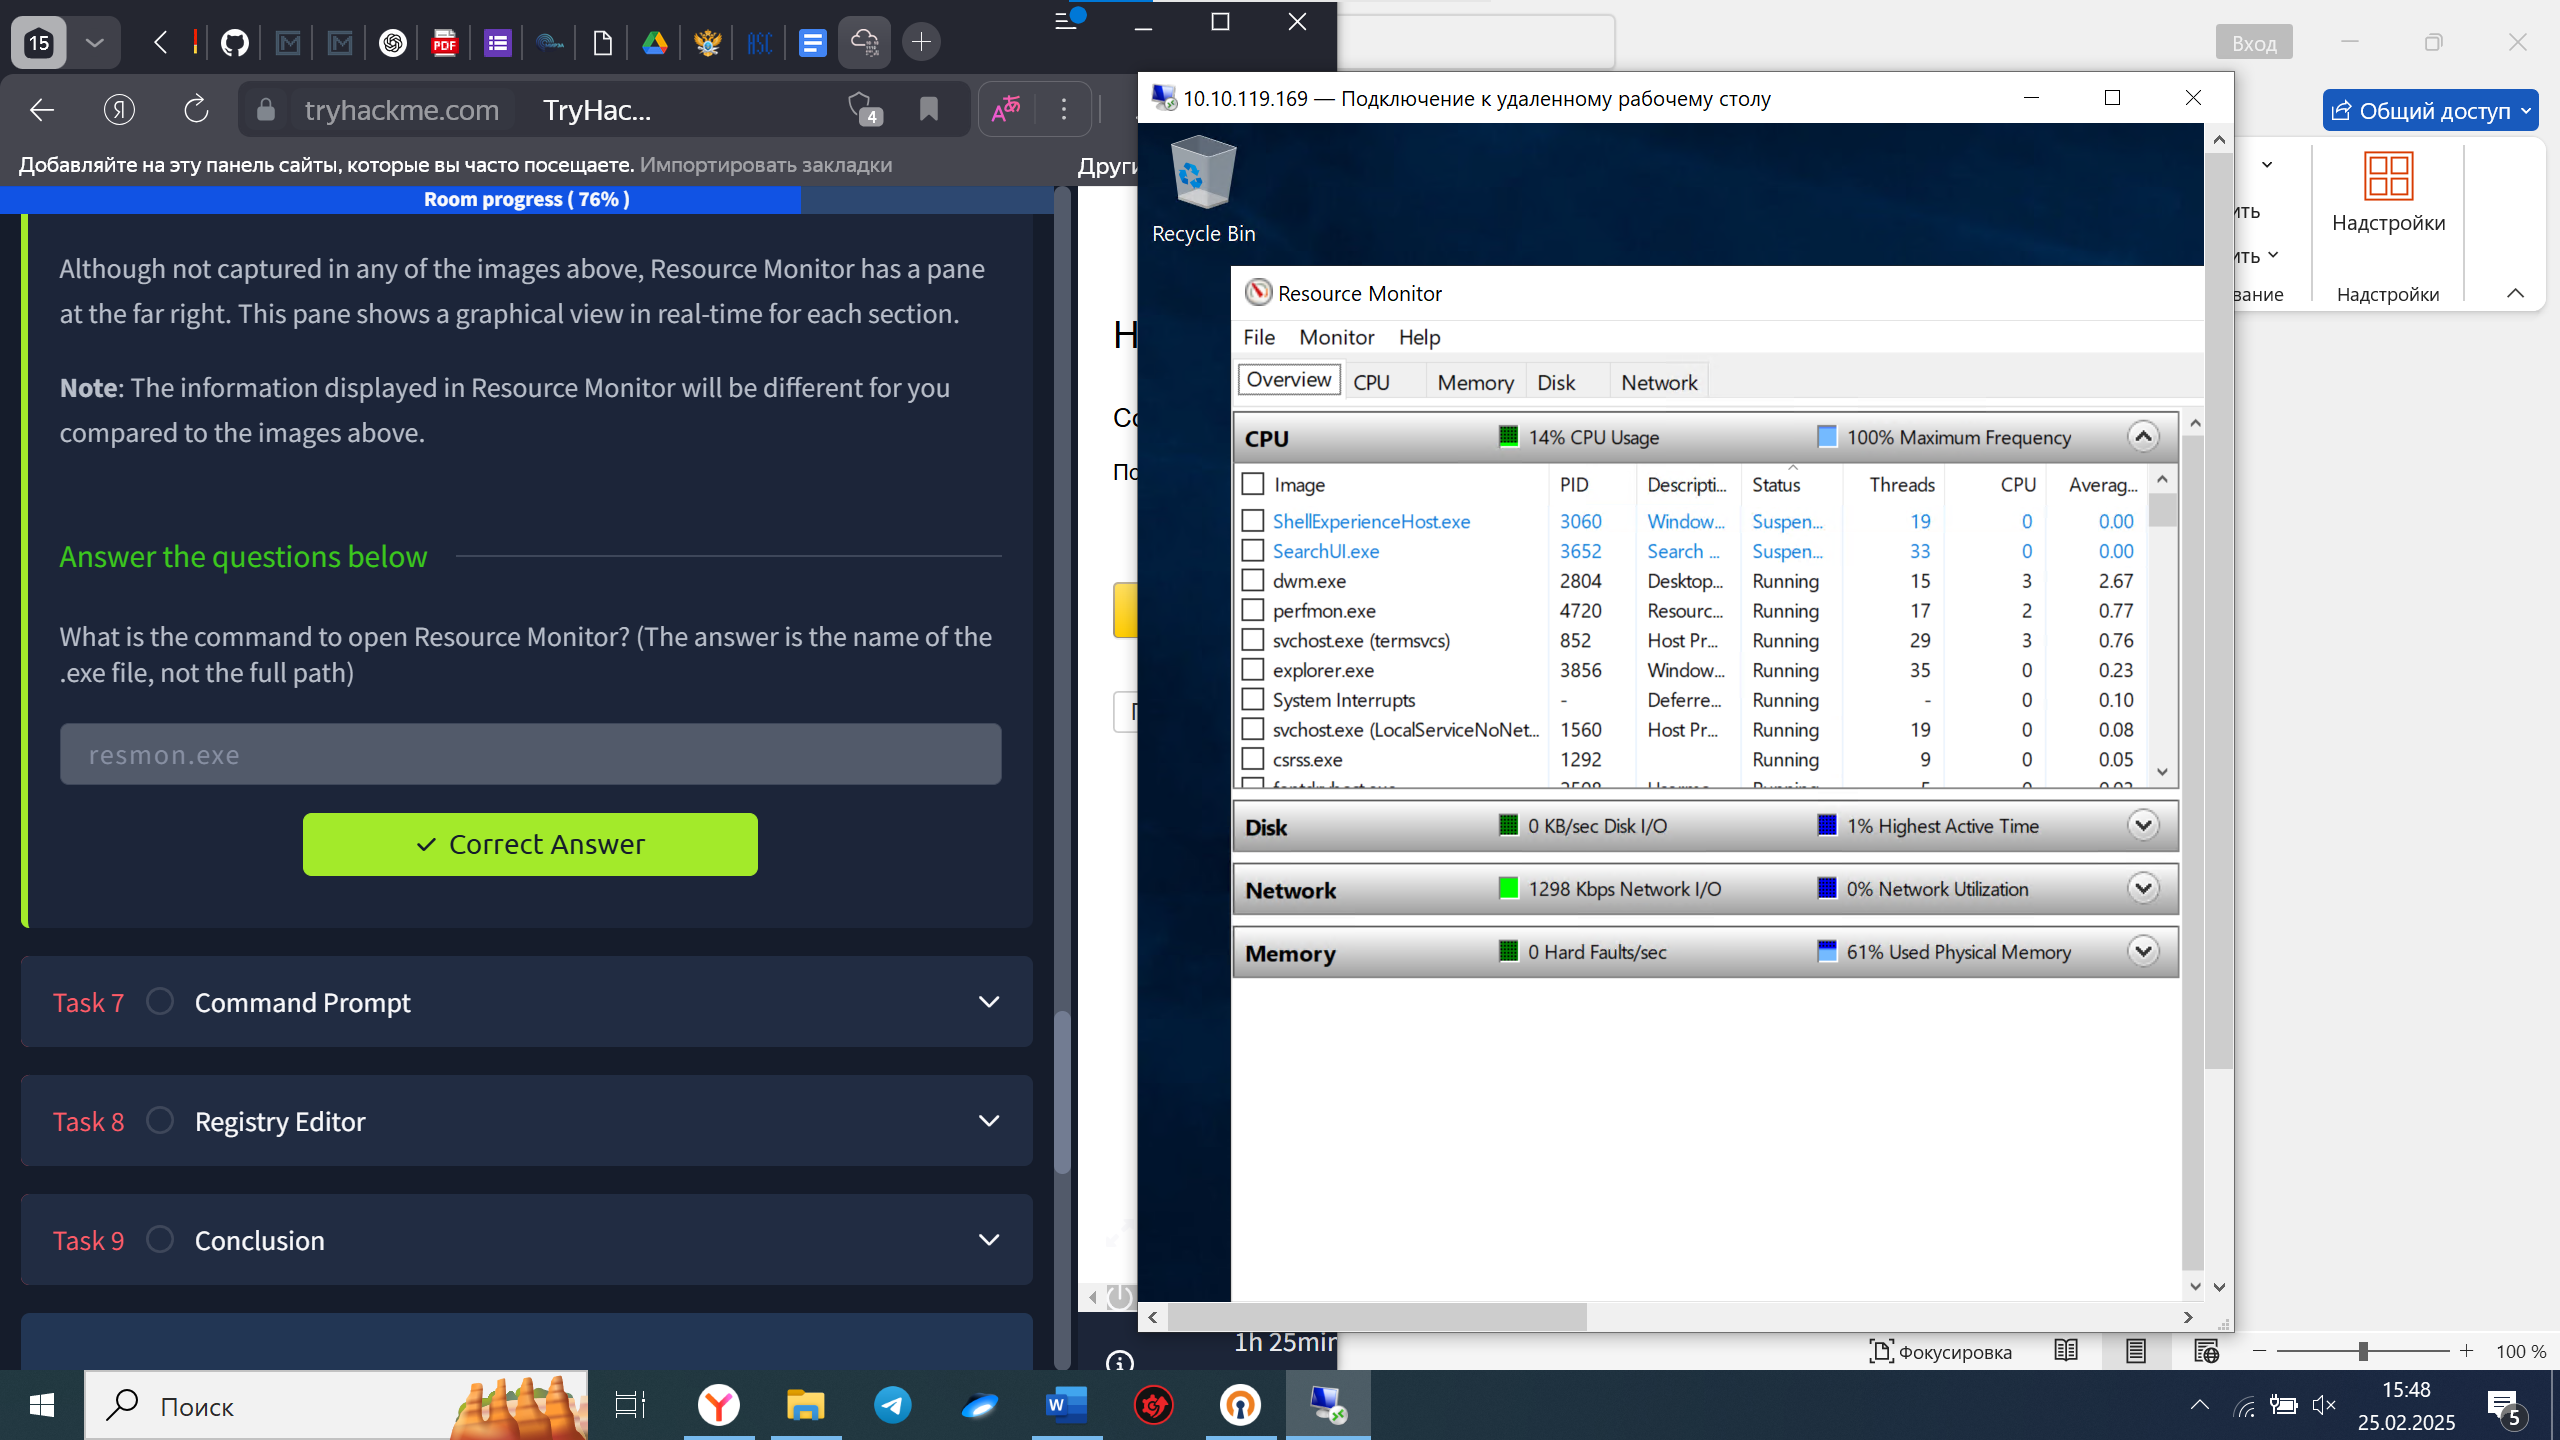 15
PDF
ASC
Вход
tryhackme.com
TryHac...
4
Добавляйте на эту панель сайты, которые вы часто посещаете. Импортировать закладки
Room progress ( 76% )
Although not captured in any of the images above, Resource Monitor has a pane
at the far right. This pane shows a graphical view in real-time for each section.
Note: The information displayed in Resource Monitor will be different for you
compared to the images above.
Answer the questions below
What is the command to open Resource Monitor? (The answer is the name of the
.exe file, not the full path)
resmon.exe
✓ Correct Answer
Task 7 Command Prompt
Task 8 Registry Editor
Task 9 Conclusion
1h 25min
10.10.119.169 — Подключение к удаленному рабочему столу
Recycle Bin
Resource Monitor
File Monitor Help
Overview CPU Memory Disk Network
CPU 14% CPU Usage 100% Maximum Frequency
Image PID Descripti... Status Threads CPU Averag...
ShellExperienceHost.exe 3060 Window... Suspen... 19 0 0.00
SearchUI.exe 3652 Search ... Suspen... 33 0 0.00
dwm.exe 2804 Desktop... Running 15 3 2.67
perfmon.exe 4720 Resourc... Running 17 2 0.77
svchost.exe (termsvcs) 852 Host Pr... Running 29 3 0.76
explorer.exe 3856 Window... Running 35 0 0.23
System Interrupts - Deferre... Running - 0 0.10
svchost.exe (LocalServiceNoNet... 1560 Host Pr... Running 19 0 0.08
csrss.exe 1292 Running 9 0 0.05
Disk 0 KB/sec Disk I/O 1% Highest Active Time
Network 1298 Kbps Network I/O 0% Network Utilization
Memory 0 Hard Faults/sec 61% Used Physical Memory
Общий доступ
Надстройки
Надстройки
Фокусировка
100 %
Поиск
15:48
25.02.2025
5